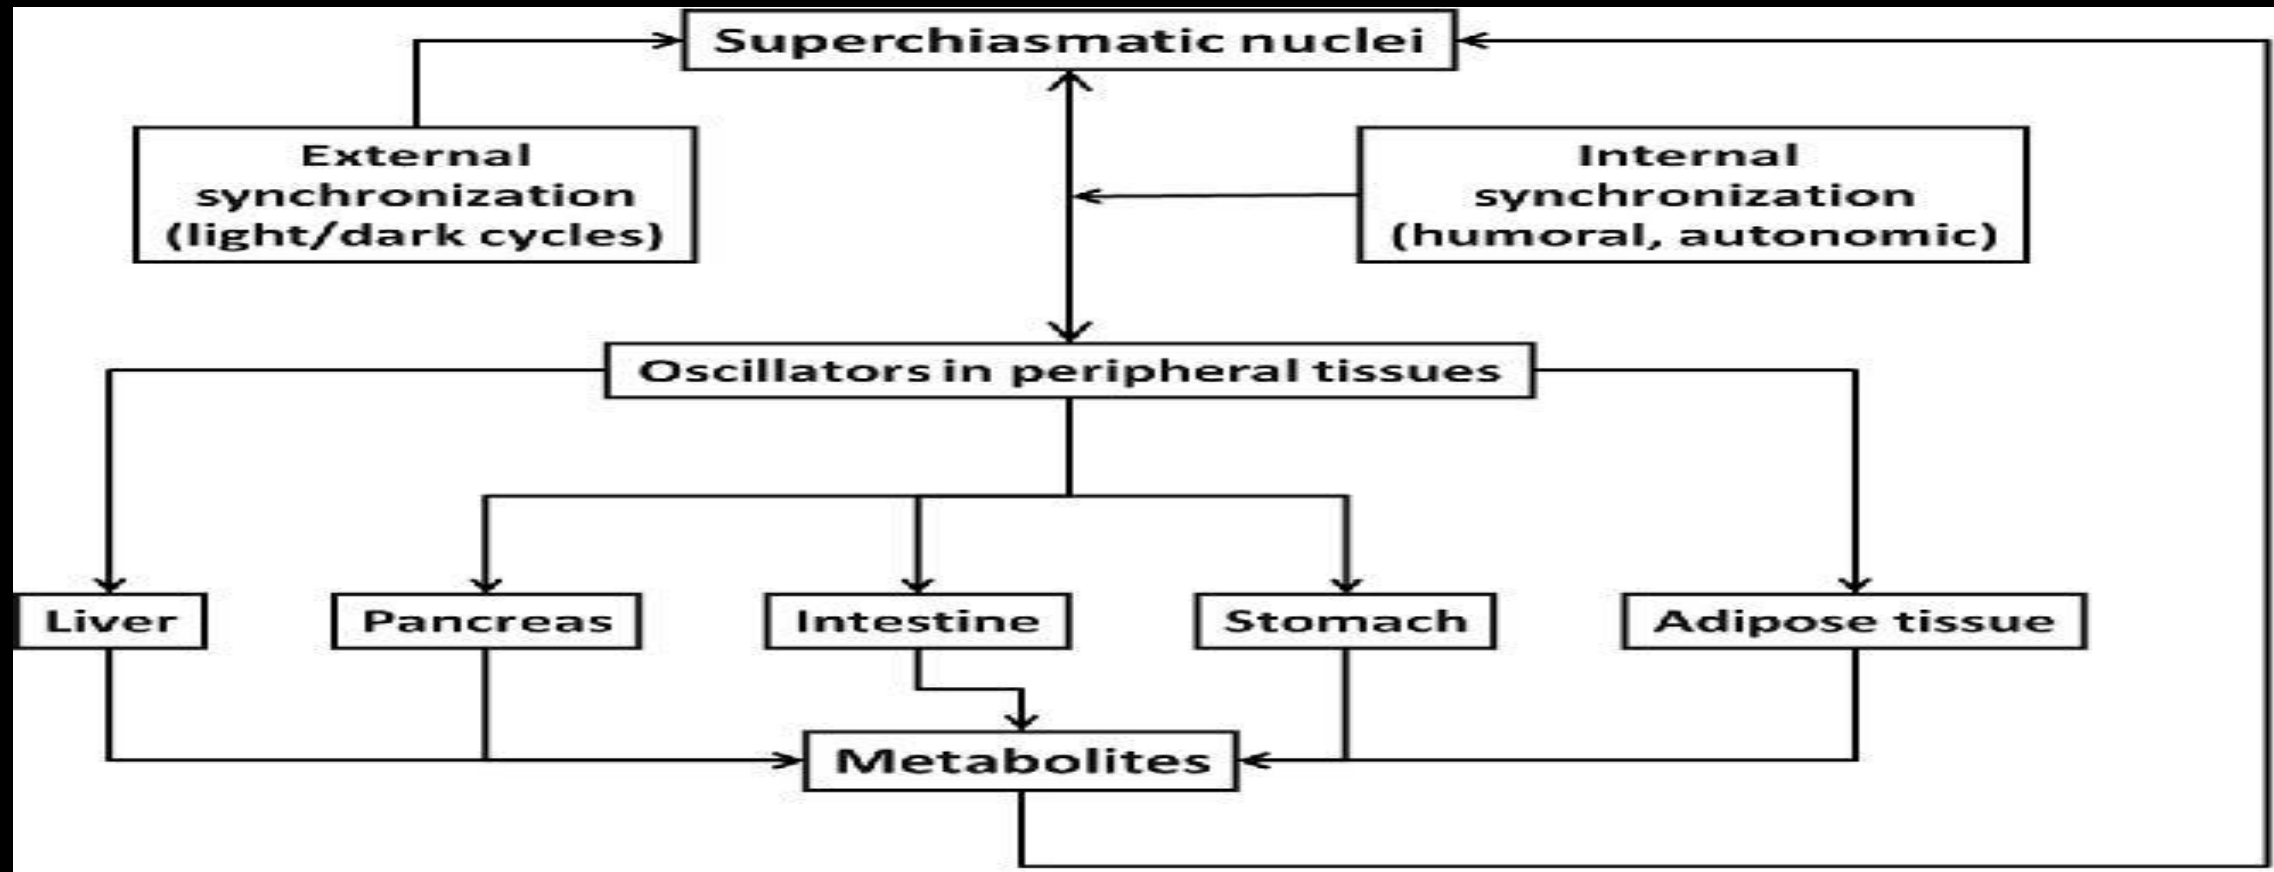 Superchiasmatic nuclei
External
synchronization
(light/dark cycles)
Internal
synchronization
(humoral, autonomic)
Oscillators in peripheral tissues
Liver
Pancreas
Intestine
Stomach
Adipose tissue
Metabolites